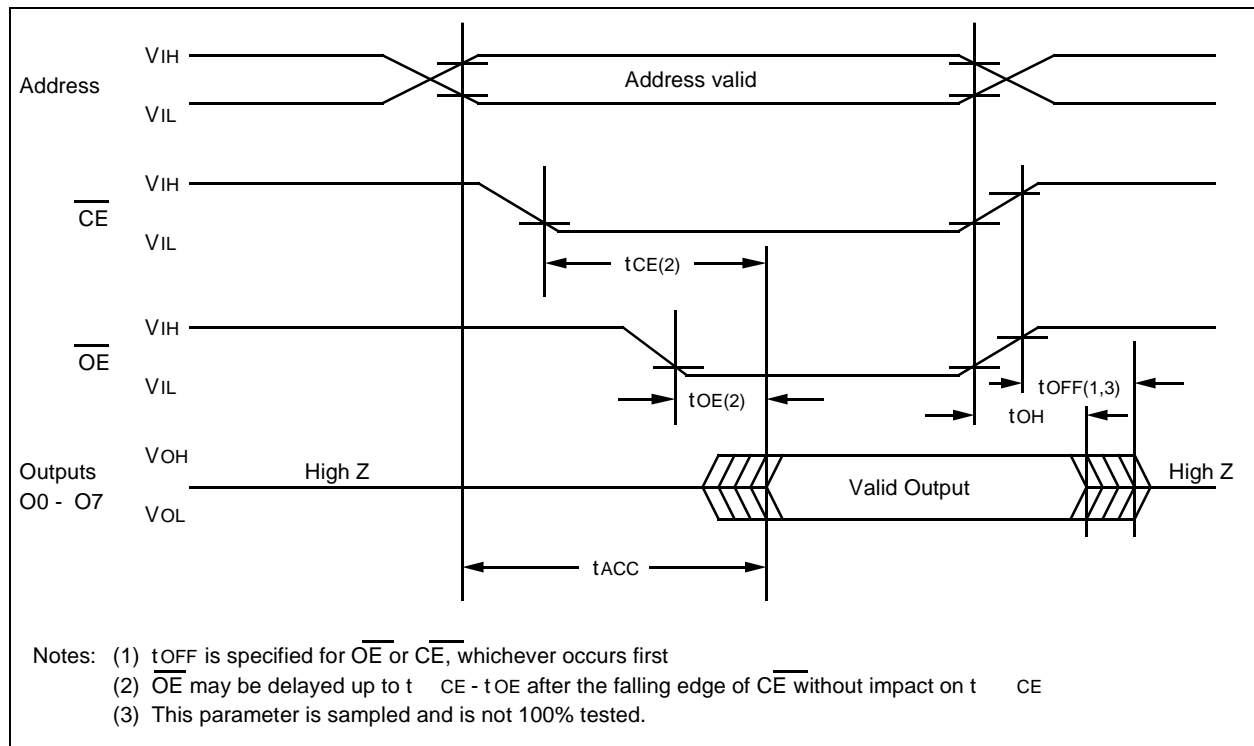 VIH
Address
Address valid
VIL
VIH
CE
VIL
tCE(2)
VIH
OE
VIL
tOFF(1,3)
tOE(2)
tOH
VOH
Outputs
High Z
Valid Output
High Z
O0 - O7
VOL
tACC
Notes: (1) tOFF is specified for OE or CE, whichever occurs first
(2) OE may be delayed up to t CE - tOE after the falling edge of CE without impact on t CE
(3) This parameter is sampled and is not 100% tested.